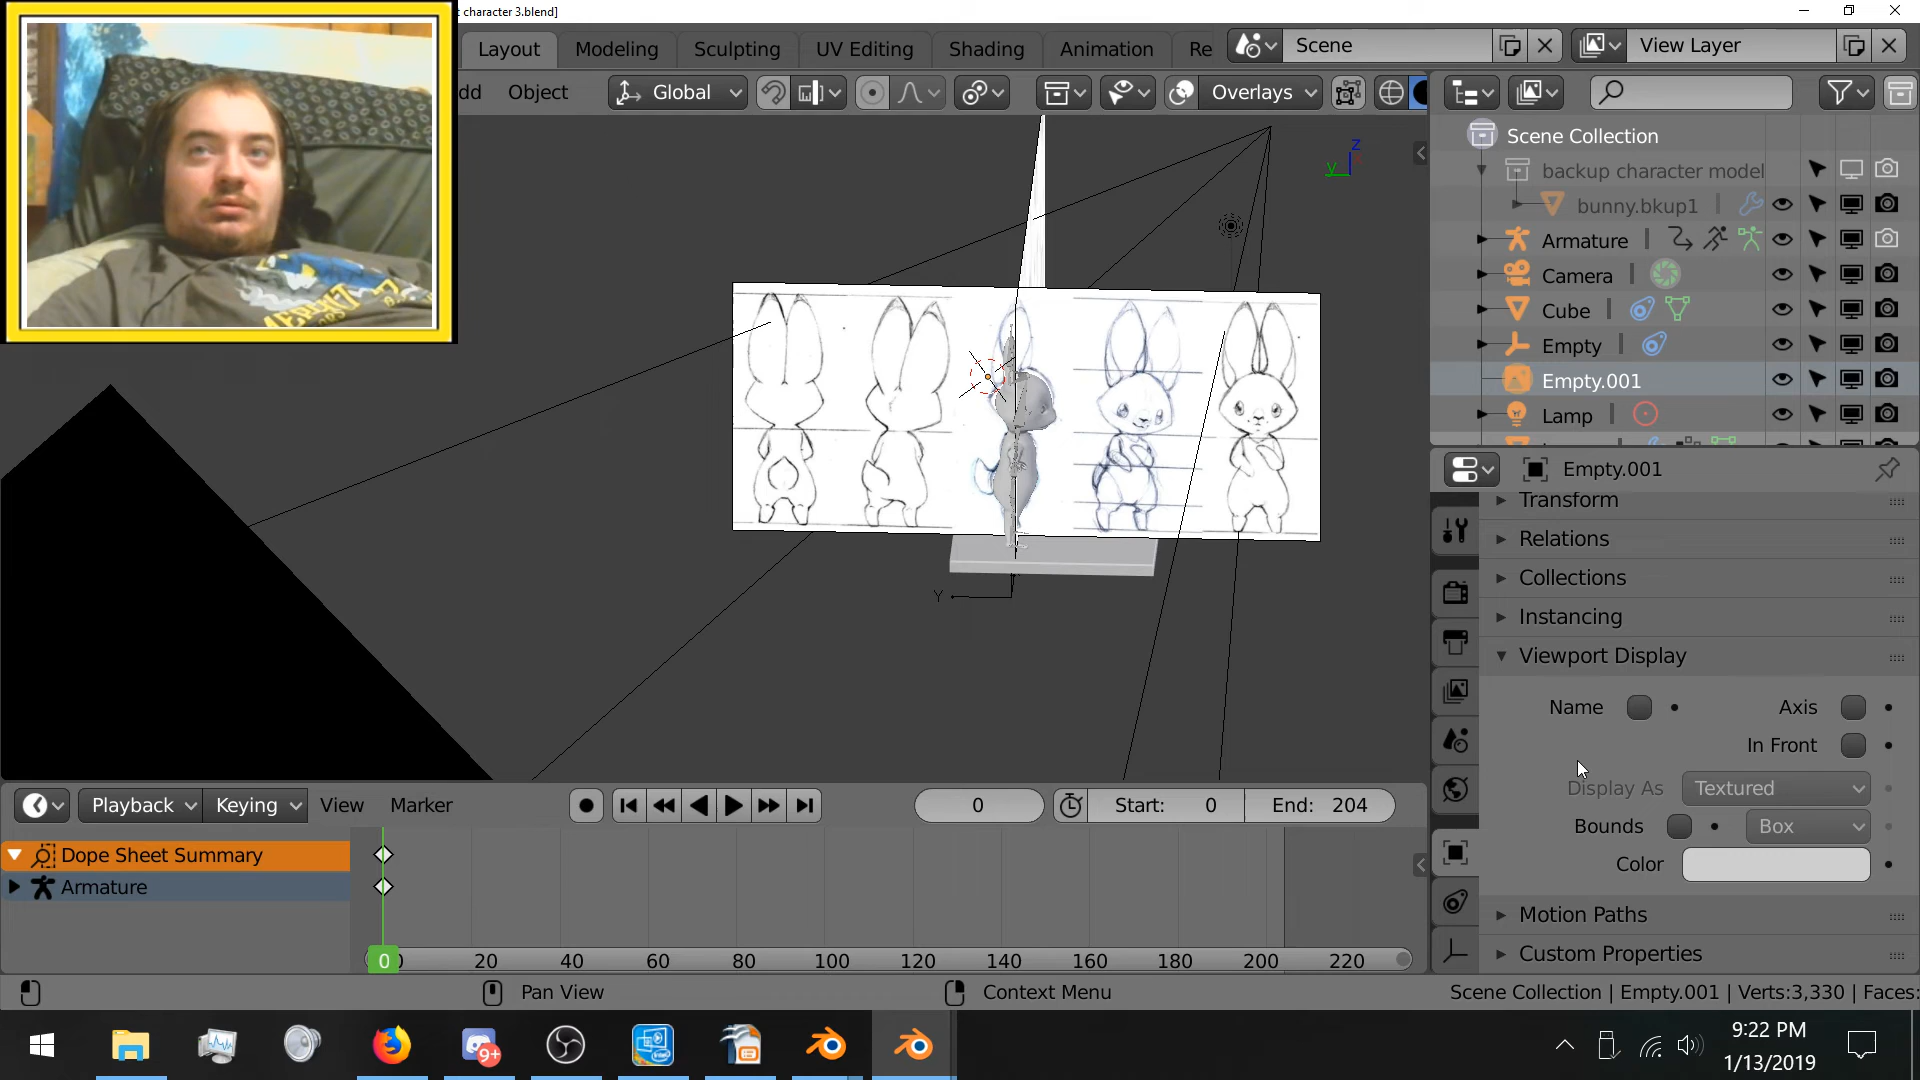 t character 3.blend]
Layout
Modeling
Sculpting
UV Editing
Shading
Animation
Re
Scene
View Layer
dd
Object
Global
Overlays
Scene Collection
backup character model
bunny.bkup1
Armature
Camera
Cube
Empty
Empty.001
Lamp
Z
Y
Y
Empty.001
Transform
Relations
Collections
Instancing
Viewport Display
Name
Axis
In Front
Display As
Textured
Bounds
Box
Color
Motion Paths
Custom Properties
Playback
Keying
View
Marker
0
Start: 0
End: 204
Dope Sheet Summary
Armature
0 20 40 60 80 100 120 140 160 180 200 220
Pan View
Context Menu
Scene Collection | Empty.001 | Verts:3,330 | Faces:
9+
9:22 PM
1/13/2019